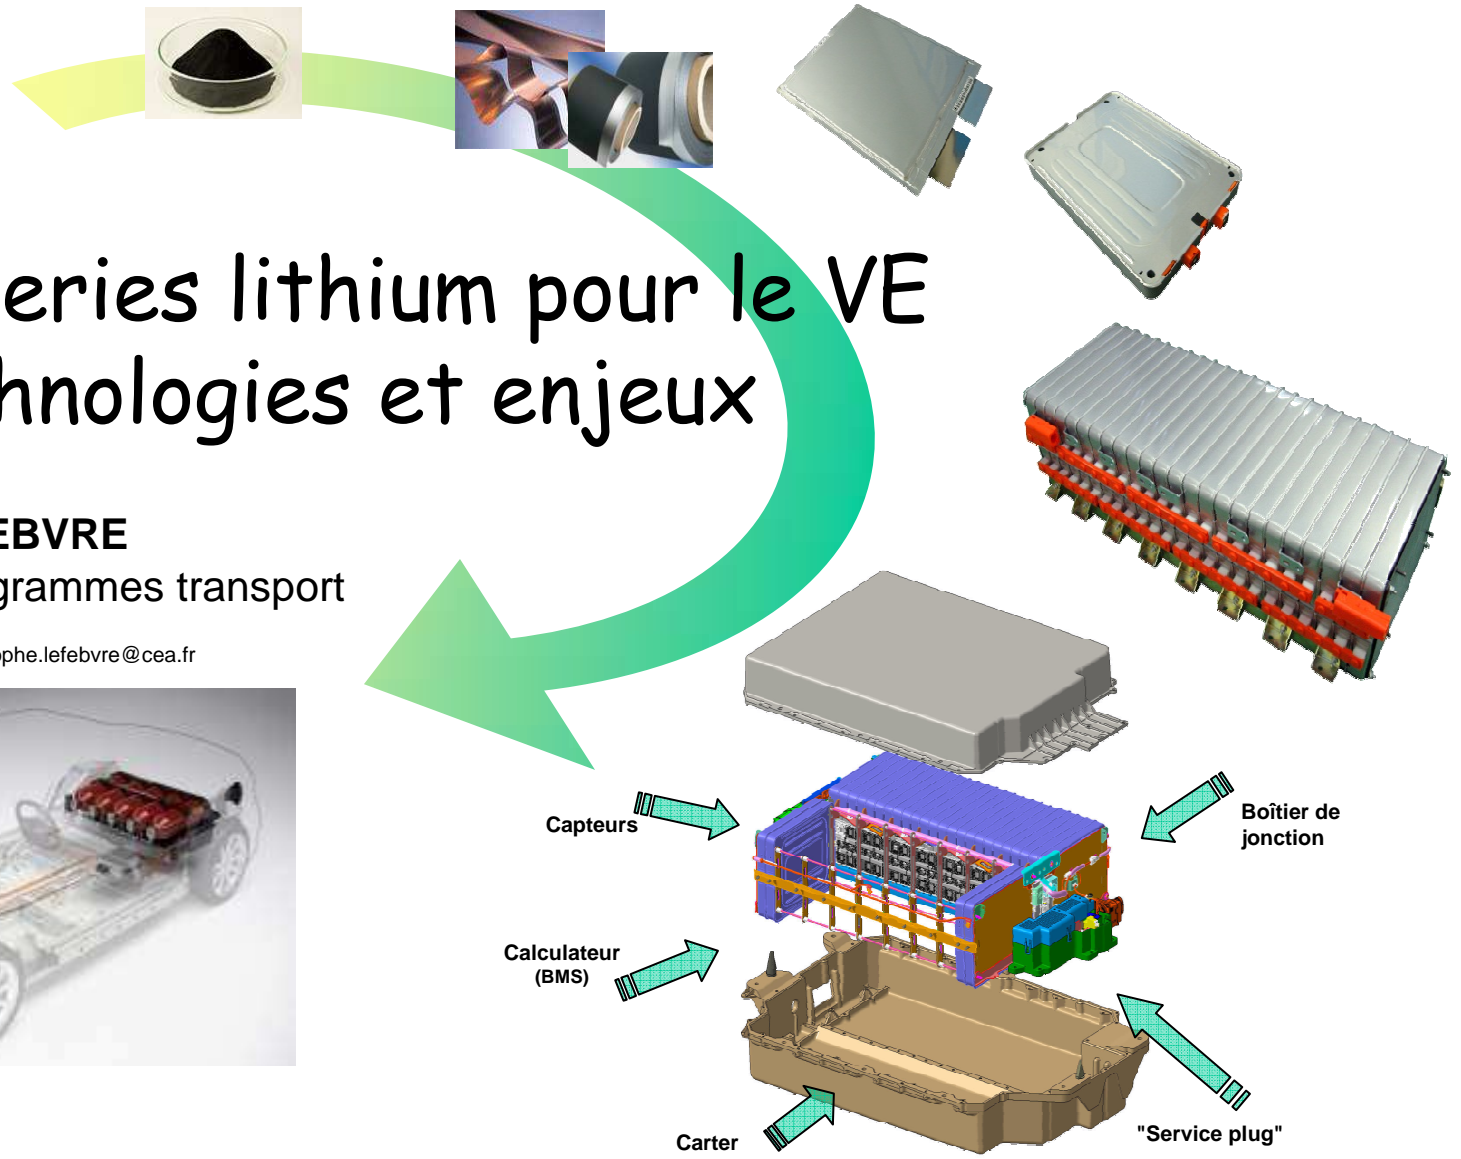 eries lithium pour le VE
hnologies et enjeux
EBVRE
grammes transport
ophe.lefebvre@cea.fr
Capteurs
Boîtier de
jonction
Calculateur
(BMS)
Carter
"Service plug"